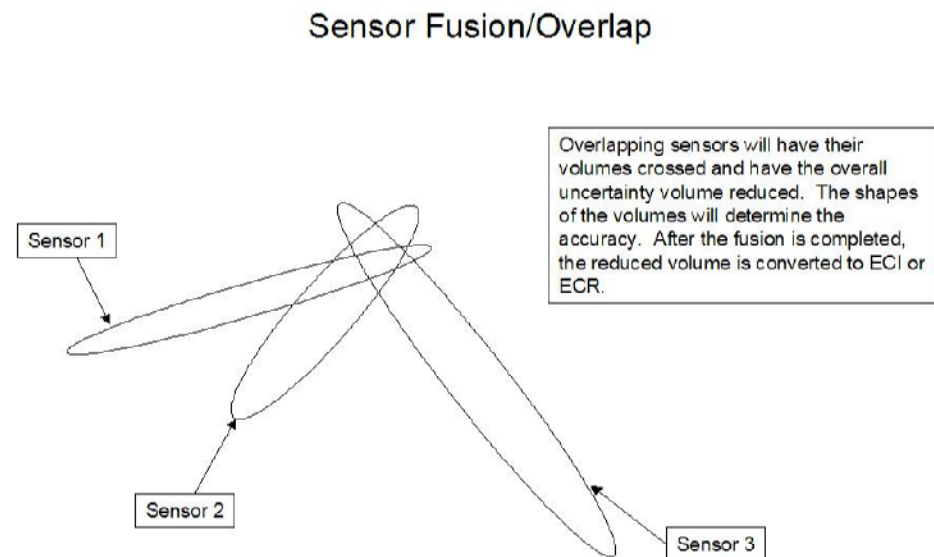 Sensor Fusion/Overlap
Overlapping sensors will have their
volumes crossed and have the overall
uncertainty volume reduced.  The shapes
of the volumes will determine the
accuracy.  After the fusion is completed,
the reduced volume is converted to ECI or
ECR.
Sensor 1
Sensor 2
Sensor 3